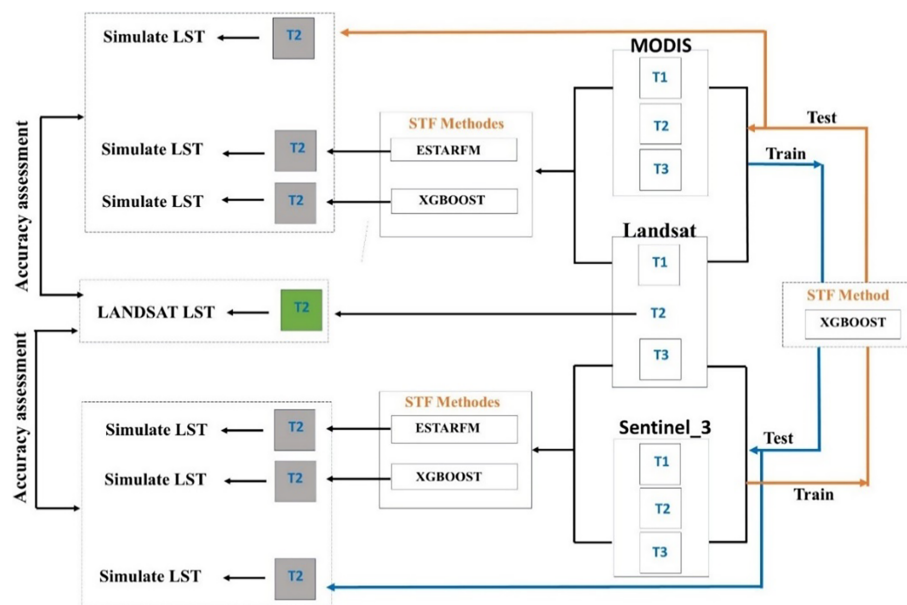 Simulate LST
T2
MODIS
T1
T2
T3
Test
Train
STF Methodes
ESTARFM
XGBOOST
Simulate LST
T2
Simulate LST
T2
Accuracy assessment
Landsat
T1
T2
T3
STF Method
XGBOOST
LANDSAT LST
T2
Accuracy assessment
STF Methodes
ESTARFM
XGBOOST
Simulate LST
T2
Simulate LST
T2
Sentinel_3
T1
T2
T3
Test
Train
Simulate LST
T2